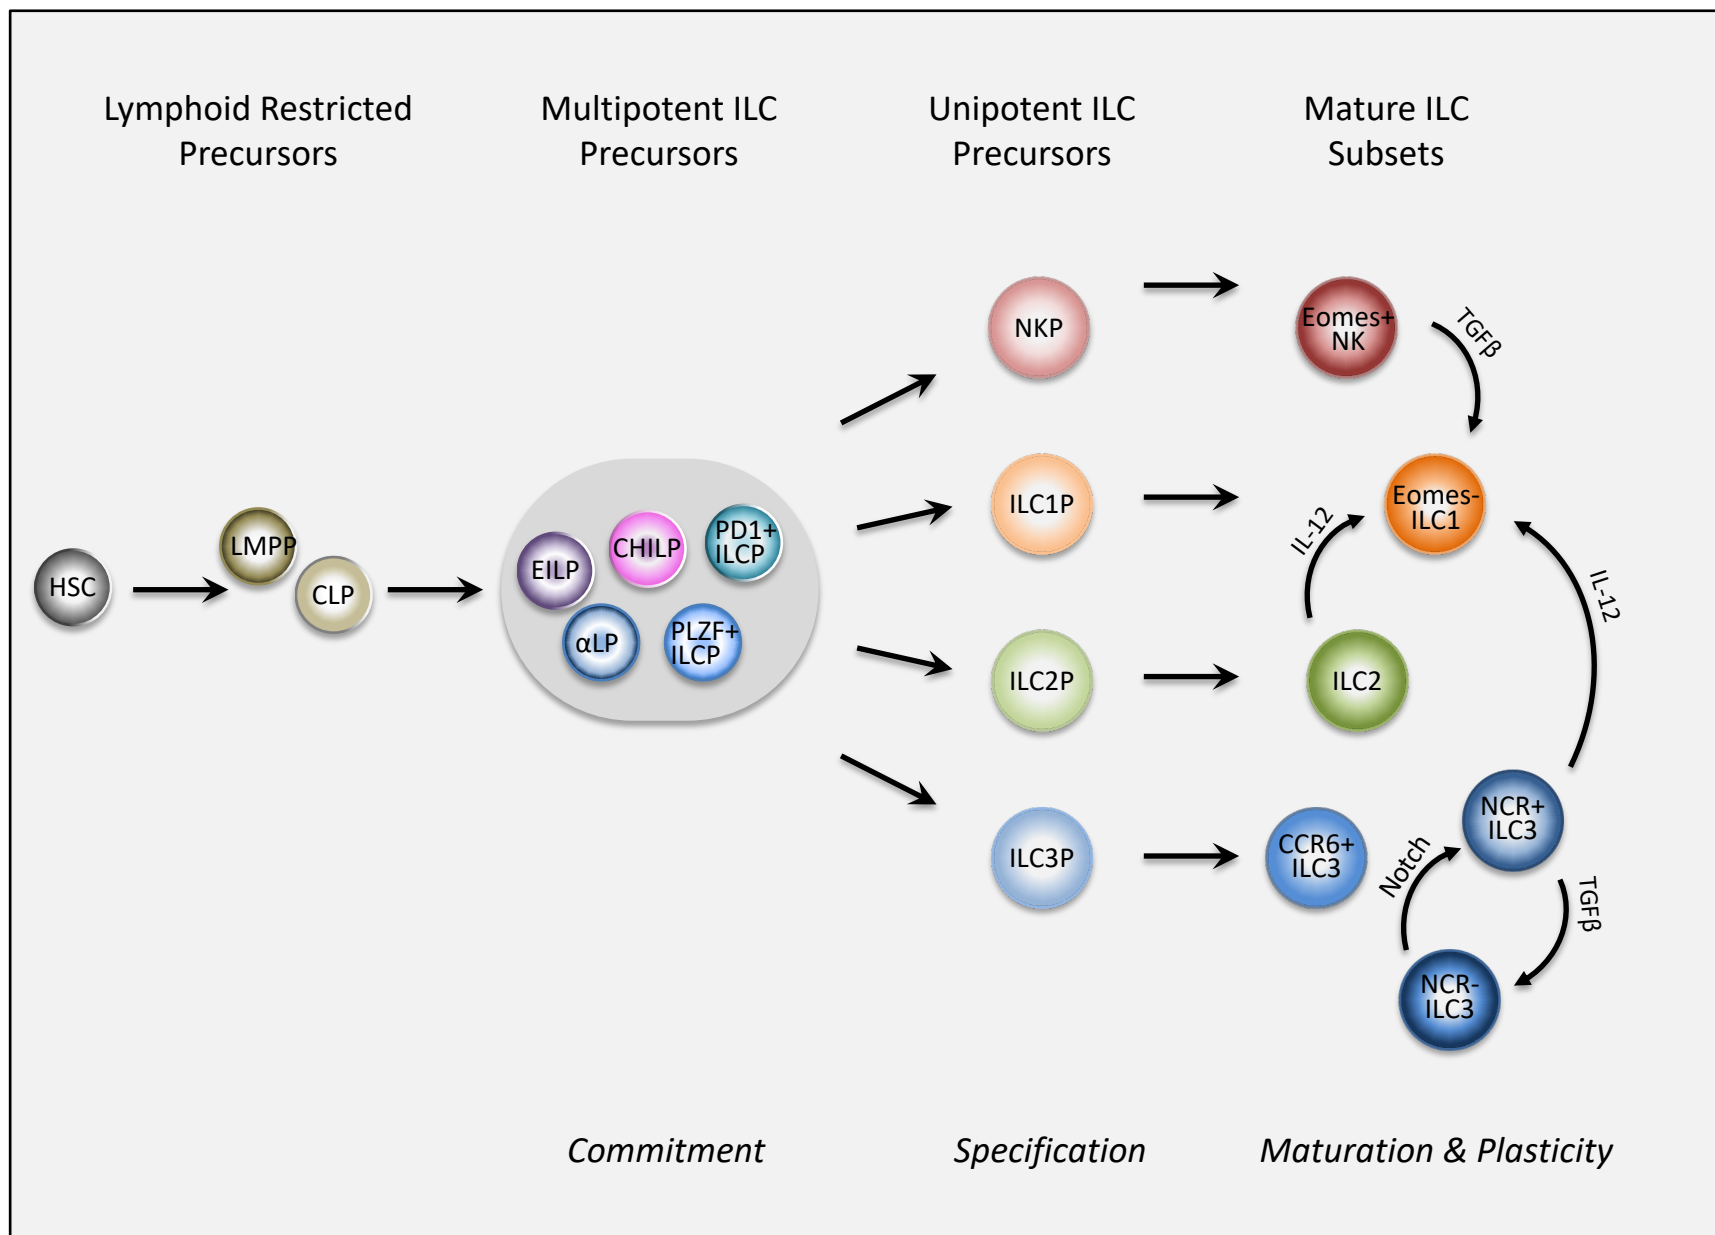 Lymphoid Restricted
Precursors
Multipotent ILC
Precursors
Unipotent ILC
Precursors
Mature ILC
Subsets
HSC
LMPP
CLP
EILP
CHILP
PD1+
ILCP
αLP
PLZF+
ILCP
NKP
Eomes+
NK
TGFβ
ILC1P
Eomes-
ILC1
IL-12
IL-12
ILC2P
ILC2
ILC3P
CCR6+
ILC3
NCR+
ILC3
Notch
TGFβ
NCR-
ILC3
Commitment
Specification
Maturation & Plasticity